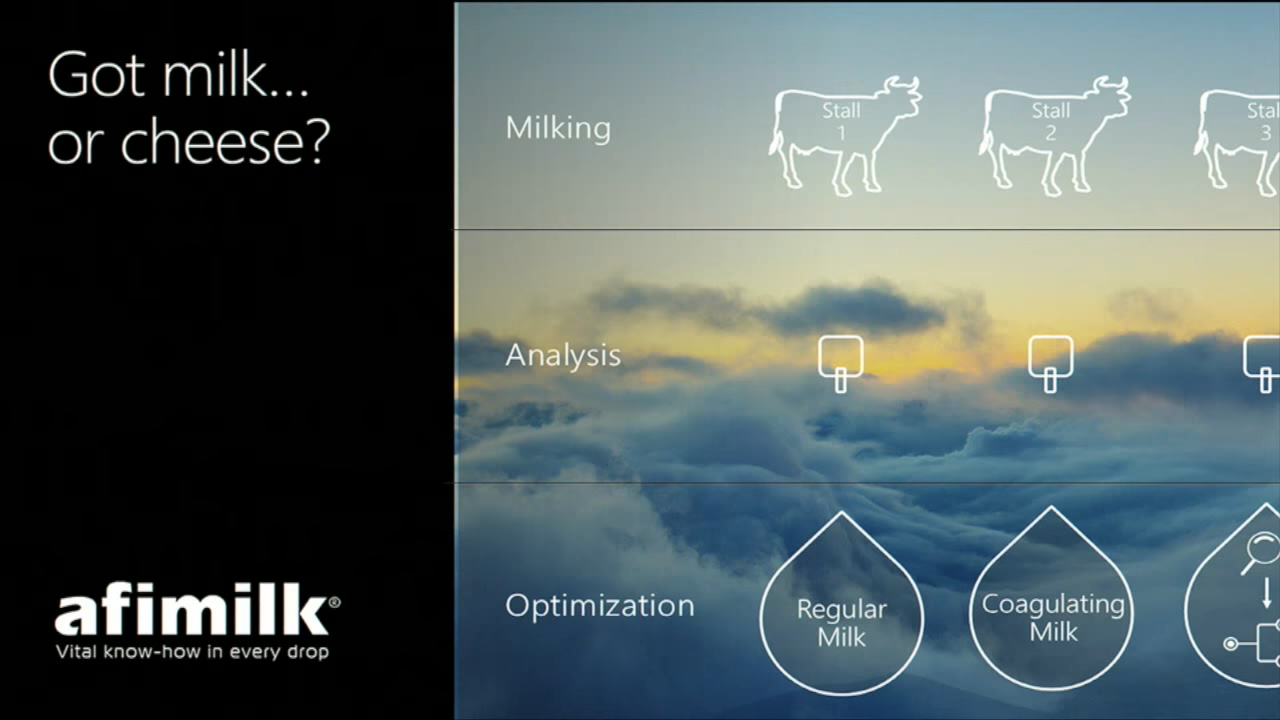 Got milk...
or cheese?
Milking
Stall
1
Stall
2
3
Analysis
Optimization
Regular
Milk
Coagulating
Milk
afimilk®
Vital know-how in every drop